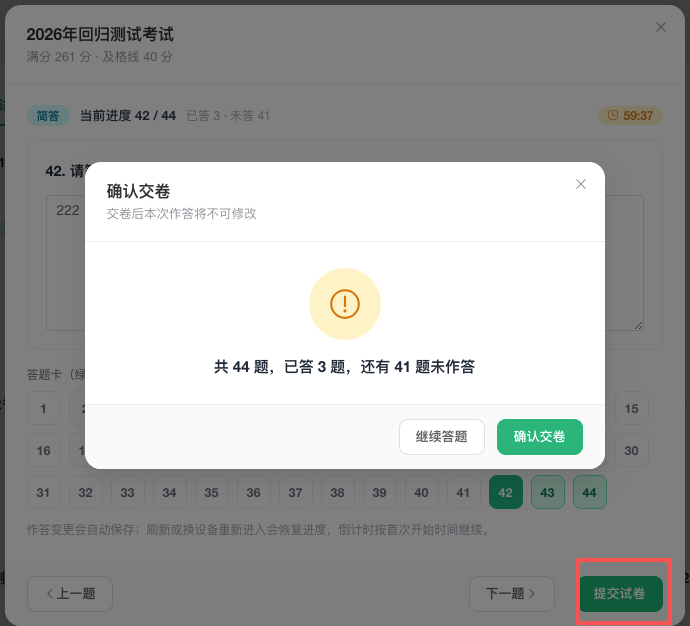 2026年回归测试考试
满分 261 分 · 及格线 40 分
简答 当前进度 42 / 44 已答 3 · 未答 41 59:37
42. 请
222
确认交卷
交卷后本次作答将不可修改
共 44 题，已答 3 题，还有 41 题未作答
继续答题 确认交卷
答题卡（绿
1 2 15
16 1 30
31 32 33 34 35 36 37 38 39 40 41 42 43 44
作答变更会自动保存；刷新或换设备重新进入会恢复进度，倒计时按首次开始时间继续。
上一题 下一题 提交试卷